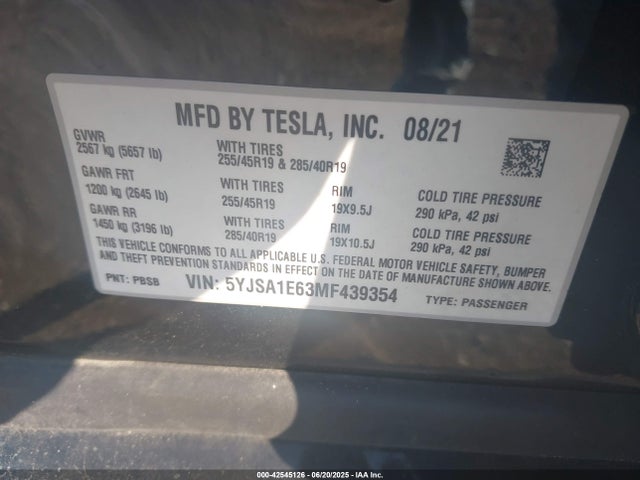 MFD BY TESLA, INC. 08/21
GVWR
2567 kg (5657 lb)
WITH TIRES
255/45R19 & 285/40R19
GAWR FRT
1200 kg (2645 lb)
WITH TIRES
255/45R19
RIM
19X9.5J
COLD TIRE PRESSURE
290 kPa, 42 psi
GAWR RR
1450 kg (3196 lb)
WITH TIRES
285/40R19
RIM
19X10.5J
COLD TIRE PRESSURE
290 kPa, 42 psi
THIS VEHICLE CONFORMS TO ALL APPLICABLE U.S. FEDERAL MOTOR VEHICLE SAFETY, BUMPER
AND THEFT PREVENTION STANDARDS IN EFFECT ON THE DATE OF MANUFACTURE SHOWN ABOVE.
PNT: PBSB VIN: 5YJSA1E63MF439354 TYPE: PASSENGER
000-42545126 - 06/20/2025 - IAA Inc.